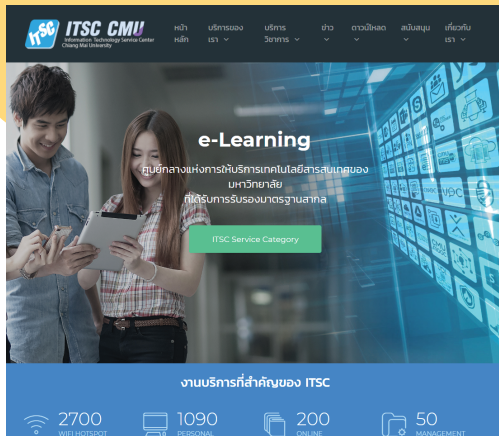 ITSC
ITSC CMU
Information Technology Service Center
Chiang Mai University
หน้าหลัก
บริการของเรา
บริการวิชาการ
ข่าว
ดาวน์โหลด
สนับสนุน
เกี่ยวกับเรา
e-Learning
ศูนย์กลางแห่งการให้บริการเทคโนโลยีสารสนเทศของ
มหาวิทยาลัย
ที่ได้รับการรับรองมาตรฐานสากล
ITSC Service Category
งานบริการที่สำคัญของ ITSC
2700
WIFI HOTSPOT
1090
PERSONAL
200
ONLINE
50
MANAGEMENT